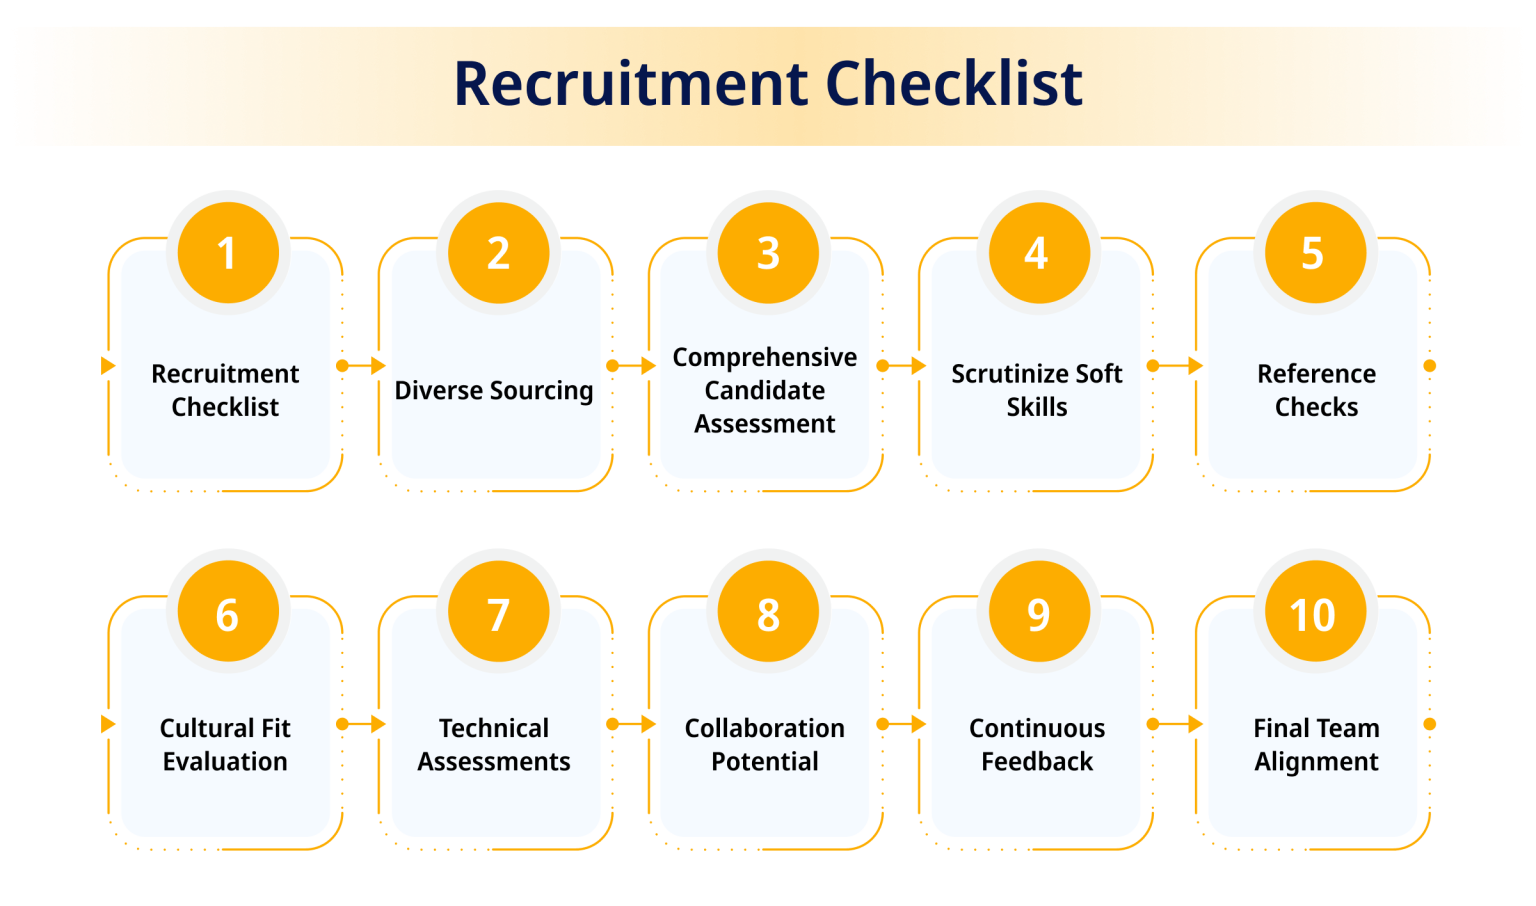 Recruitment Checklist
1
Recruitment
Checklist
2
Diverse Sourcing
3
Comprehensive
Candidate
Assessment
4
Scrutinize Soft
Skills
5
Reference
Checks
6
Cultural Fit
Evaluation
7
Technical
Assessments
8
Collaboration
Potential
9
Continuous
Feedback
10
Final Team
Alignment